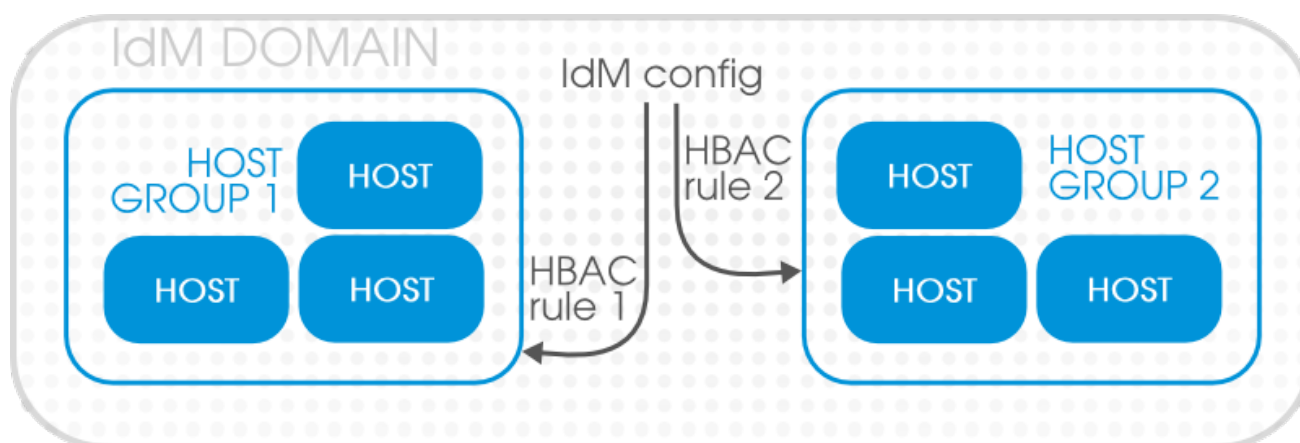 IdM DOMAIN
IdM config
HOST
GROUP 1
HOST
HOST
HOST
HBAC
rule 1
HBAC
rule 2
HOST
HOST
GROUP 2
HOST
HOST